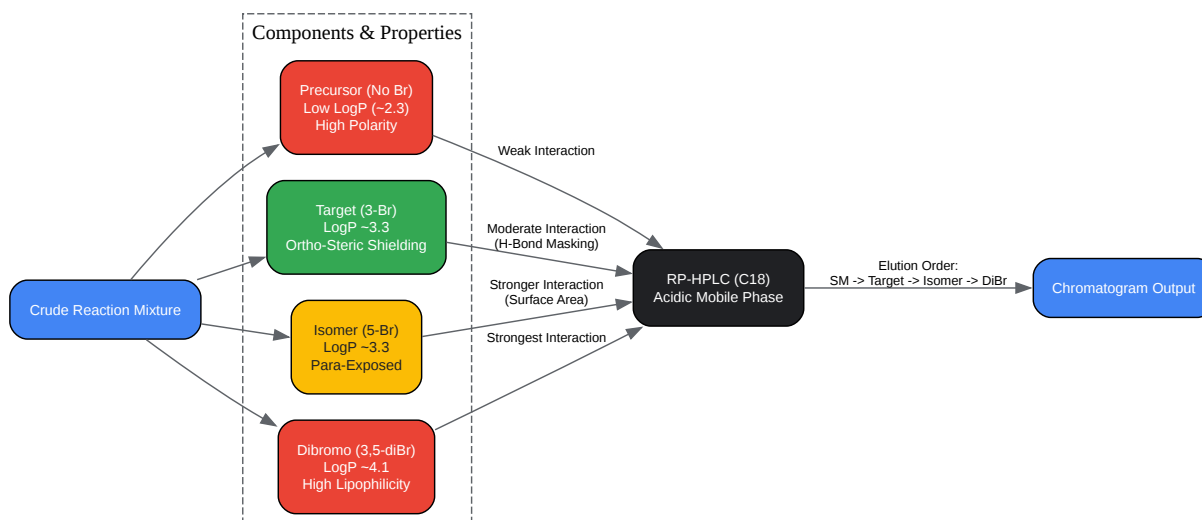 Components & Properties
Precursor (No Br)
Low LogP (~2.3)
High Polarity
Weak Interaction
Target (3-Br)
LogP ~3.3
Ortho-Steric Shielding
Moderate Interaction
(H-Bond Masking)
Crude Reaction Mixture
Isomer (5-Br)
LogP ~3.3
Para-Exposed
Stronger Interaction
(Surface Area)
Dibromo (3,5-diBr)
LogP ~4.1
High Lipophilicity
Strongest Interaction
RP-HPLC (C18)
Acidic Mobile Phase
Elution Order:
SM -> Target -> Isomer -> DiBr
Chromatogram Output